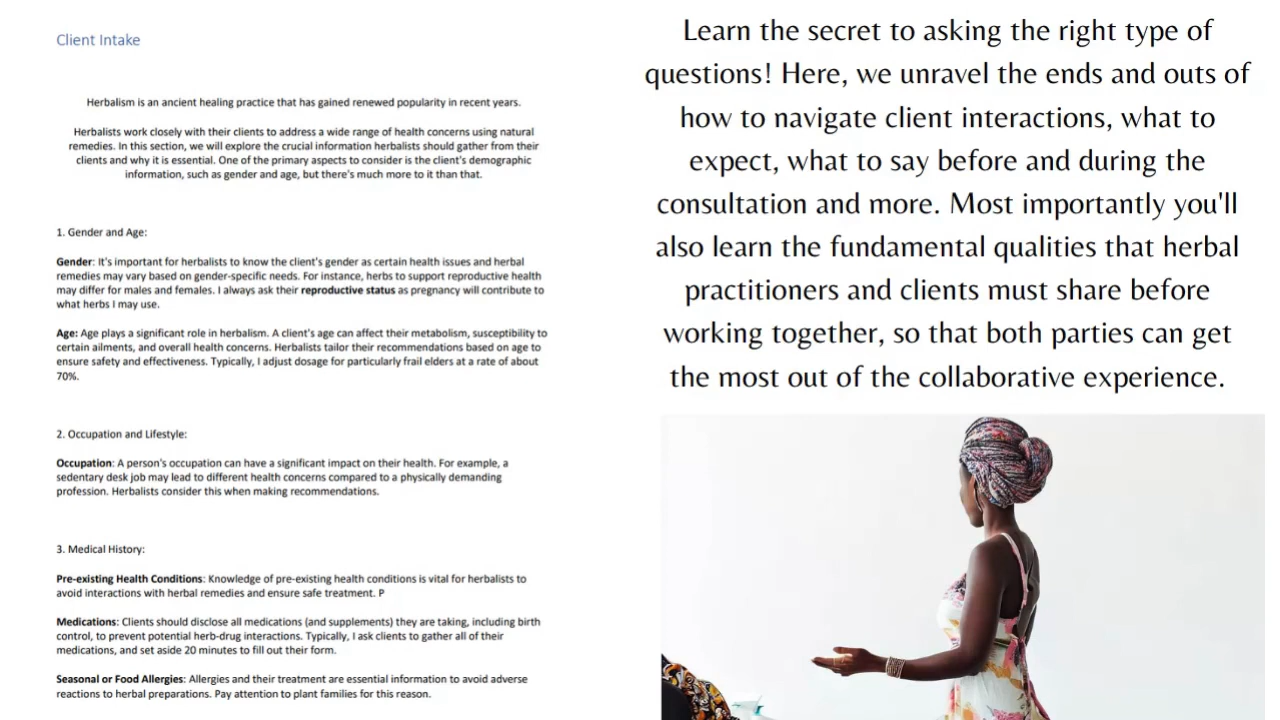 Client Intake
Herbalism is an ancient healing practice that has gained renewed popularity in recent years.
Herbalists work closely with their clients to address a wide range of health concerns using natural
remedies. In this section, we will explore the crucial information herbalists should gather from their
clients and why it is essential. One of the primary aspects to consider is the client's demographic
information, such as gender and age, but there's much more to it than that.
1. Gender and Age:
Gender: It's important for herbalists to know the client's gender as certain health issues and herbal
remedies may vary based on gender-specific needs. For instance, herbs to support reproductive health
may differ for males and females. I always ask their reproductive status as pregnancy will contribute to
what herbs I may use.
Age: Age plays a significant role in herbalism. A client's age can affect their metabolism, susceptibility to
certain ailments, and overall health concerns. Herbalists tailor their recommendations based on age to
ensure safety and effectiveness. Typically, I adjust dosage for particularly frail elders at a rate of about
70%.
2. Occupation and Lifestyle:
Occupation: A person's occupation can have a significant impact on their health. For example, a
sedentary desk job may lead to different health concerns compared to a physically demanding
profession. Herbalists consider this when making recommendations.
3. Medical History:
Pre-existing Health Conditions: Knowledge of pre-existing health conditions is vital for herbalists to
avoid interactions with herbal remedies and ensure safe treatment. P
Medications: Clients should disclose all medications (and supplements) they are taking, including birth
control, to prevent potential herb-drug interactions. Typically, I ask clients to gather all of their
medications, and set aside 20 minutes to fill out their form.
Seasonal or Food Allergies: Allergies and their treatment are essential information to avoid adverse
reactions to herbal preparations. Pay attention to plant families for this reason.
Learn the secret to asking the right type of
questions! Here, we unravel the ends and outs of
how to navigate client interactions, what to
expect, what to say before and during the
consultation and more. Most importantly you'll
also learn the fundamental qualities that herbal
practitioners and clients must share before
working together, so that both parties can get
the most out of the collaborative experience.